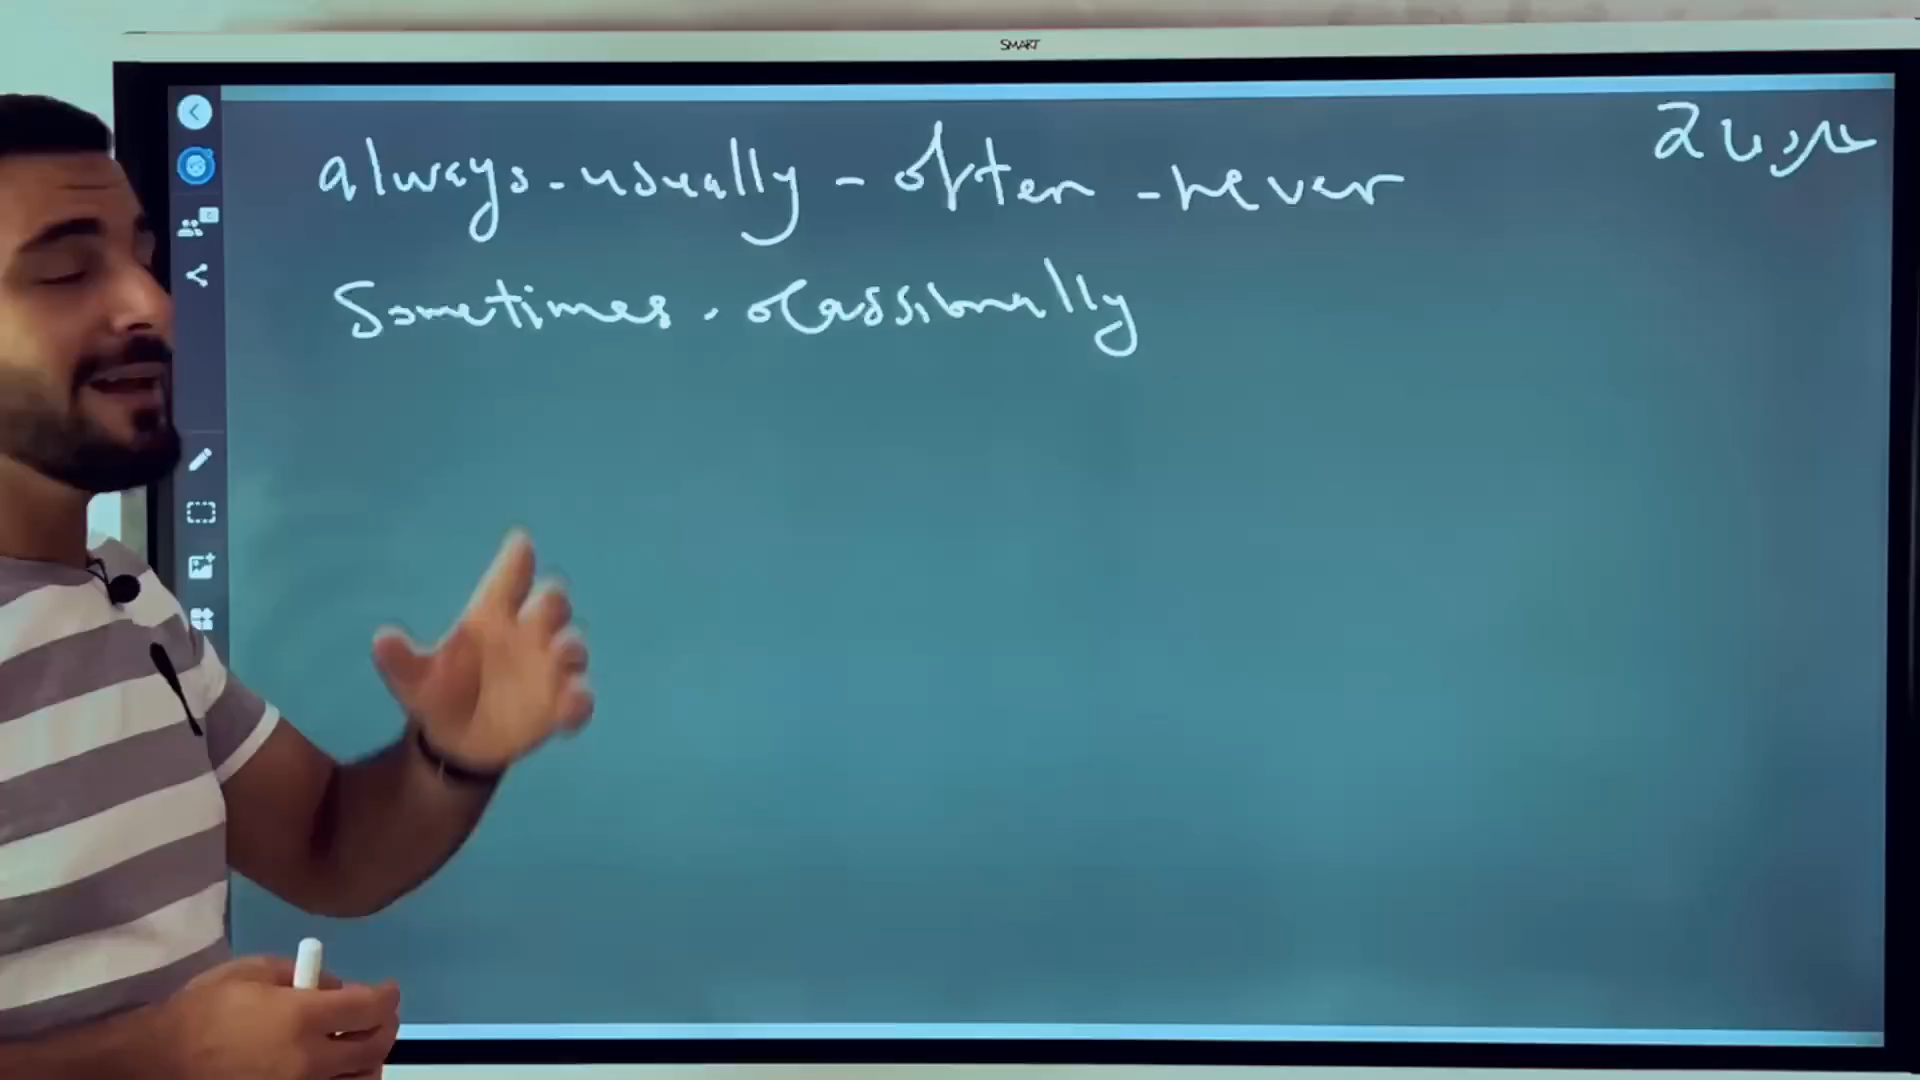 SMART
always - usually - often - never
Sometimes - ocassionally